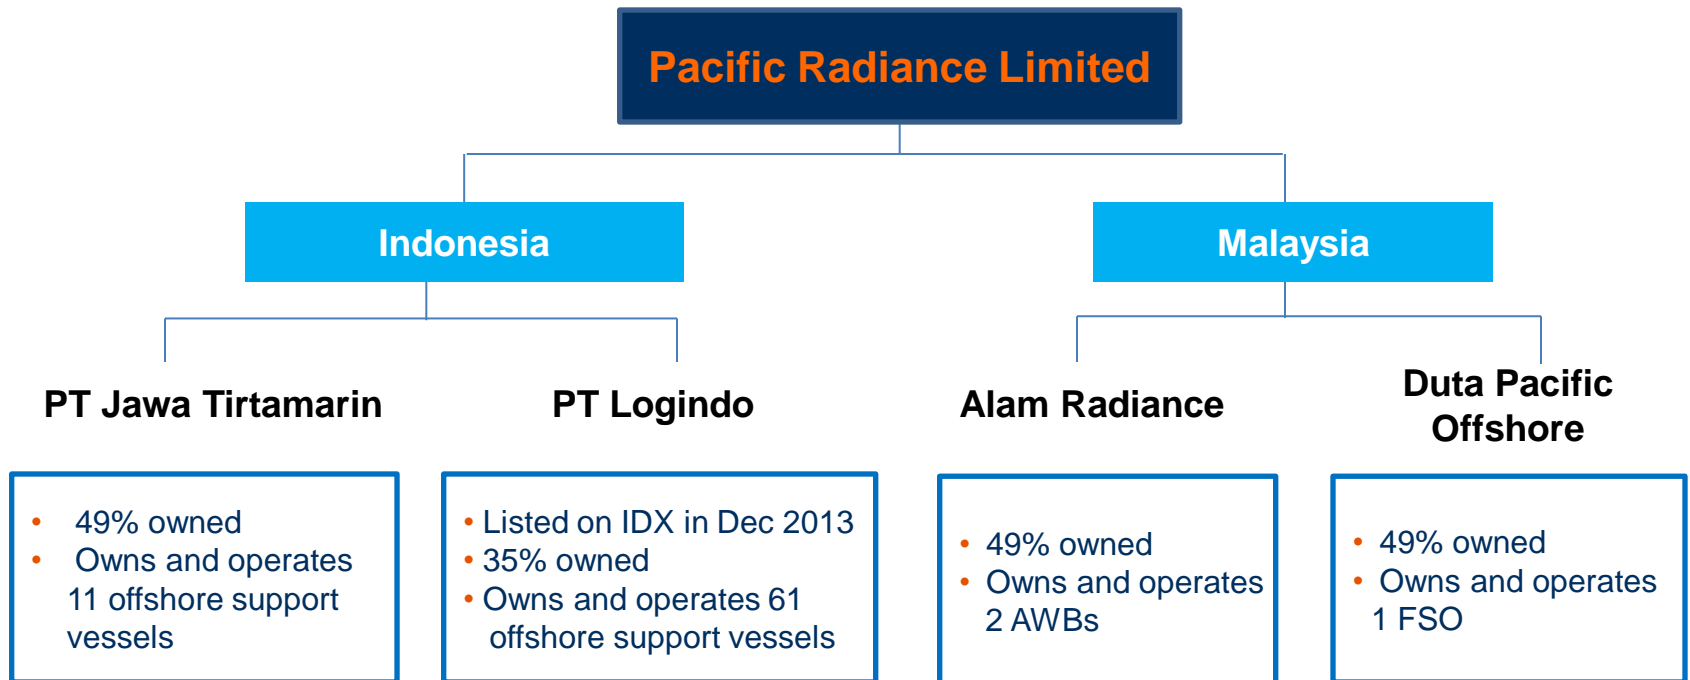 Pacific Radiance Limited
Indonesia
Malaysia
PT Jawa Tirtamarin
PT Logindo
Alam Radiance
Duta Pacific
Offshore
• 49% owned
• Owns and operates
11 offshore support
vessels
• Listed on IDX in Dec 2013
• 35% owned
• Owns and operates 61
offshore support vessels
• 49% owned
• Owns and operates
2 AWBs
• 49% owned
• Owns and operates
1 FSO